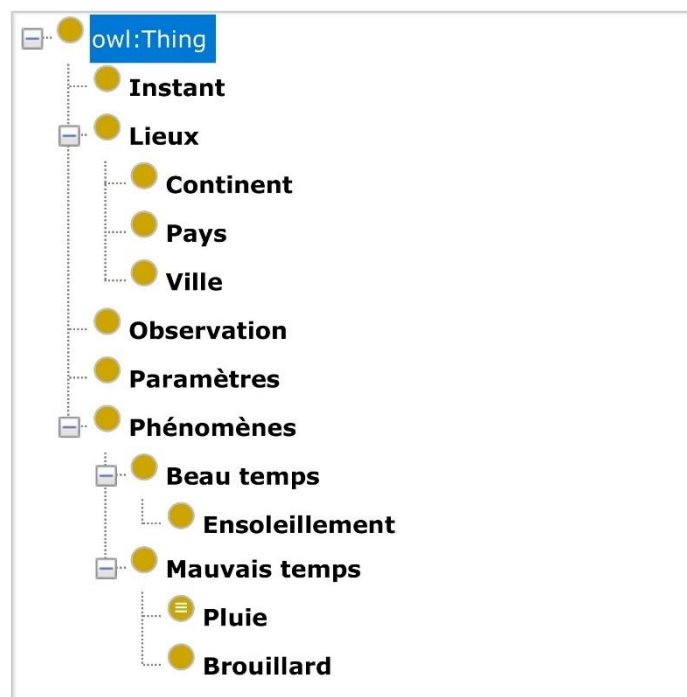 owl:Thing
Instant
Lieux
Continent
Pays
Ville
Observation
Paramètres
Phénomènes
Beau temps
Ensoleillement
Mauvais temps
Pluie
Brouillard